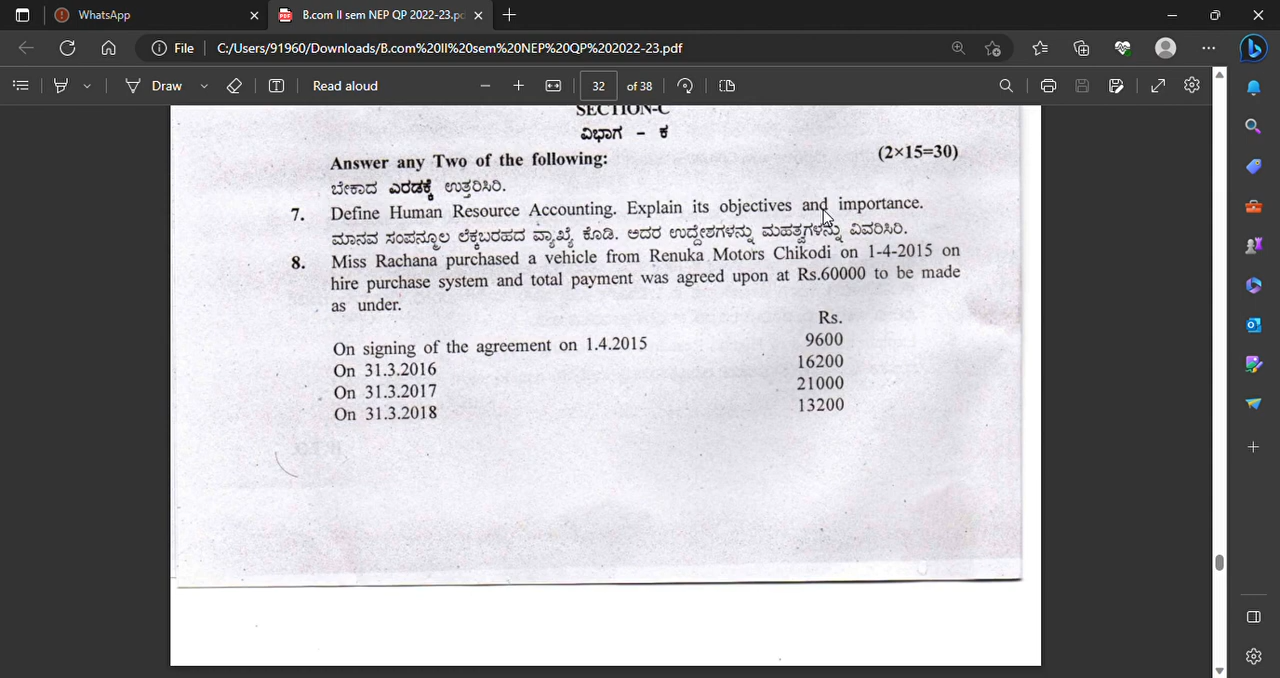 WhatsApp
B.com II sem NEP QP 2022-23.pd
File
C:/Users/91960/Downloads/B.com%20II%20sem%20NEP%20QP%202022-23.pdf
Draw
Read aloud
32
of 38
SECTION-C
ವಿಭಾಗ - ಕ
Answer any Two of the following: (2×15=30)
ಬೇಕಾದ ಎರಡಕ್ಕೆ ಉತ್ತರಿಸಿರಿ.
7. Define Human Resource Accounting. Explain its objectives and importance.
ಮಾನವ ಸಂಪನ್ಮೂಲ ಲೆಕ್ಕಬರಹದ ವ್ಯಾಖ್ಯೆ ಕೊಡಿ. ಅದರ ಉದ್ದೇಶಗಳನ್ನು ಮಹತ್ವಗಳನ್ನು ವಿವರಿಸಿರಿ.
8. Miss Rachana purchased a vehicle from Renuka Motors Chikodi on 1-4-2015 on
hire purchase system and total payment was agreed upon at Rs.60000 to be made
as under.
Rs.
On signing of the agreement on 1.4.2015 9600
On 31.3.2016 16200
On 31.3.2017 21000
On 31.3.2018 13200